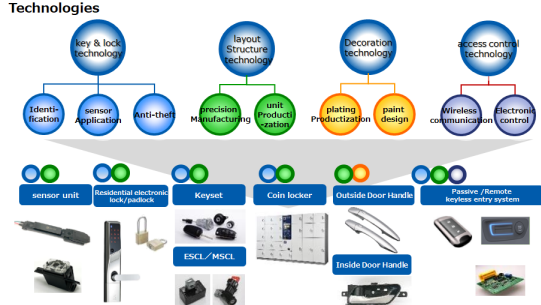 Technologies
key & lock
technology
layout
Structure
technology
Decoration
technology
access control
technology
Identi-
fication
sensor
Application
Anti-theft
precision
Manufacturing
unit
Producti
-zation
plating
Productization
paint
design
Wireless
communication
Electronic
control
sensor unit
Residential electronic
lock/padlock
Keyset
Coin locker
Outside Door Handle
Passive /Remote
keyless entry system
ESCL/MSCL
Inside Door Handle